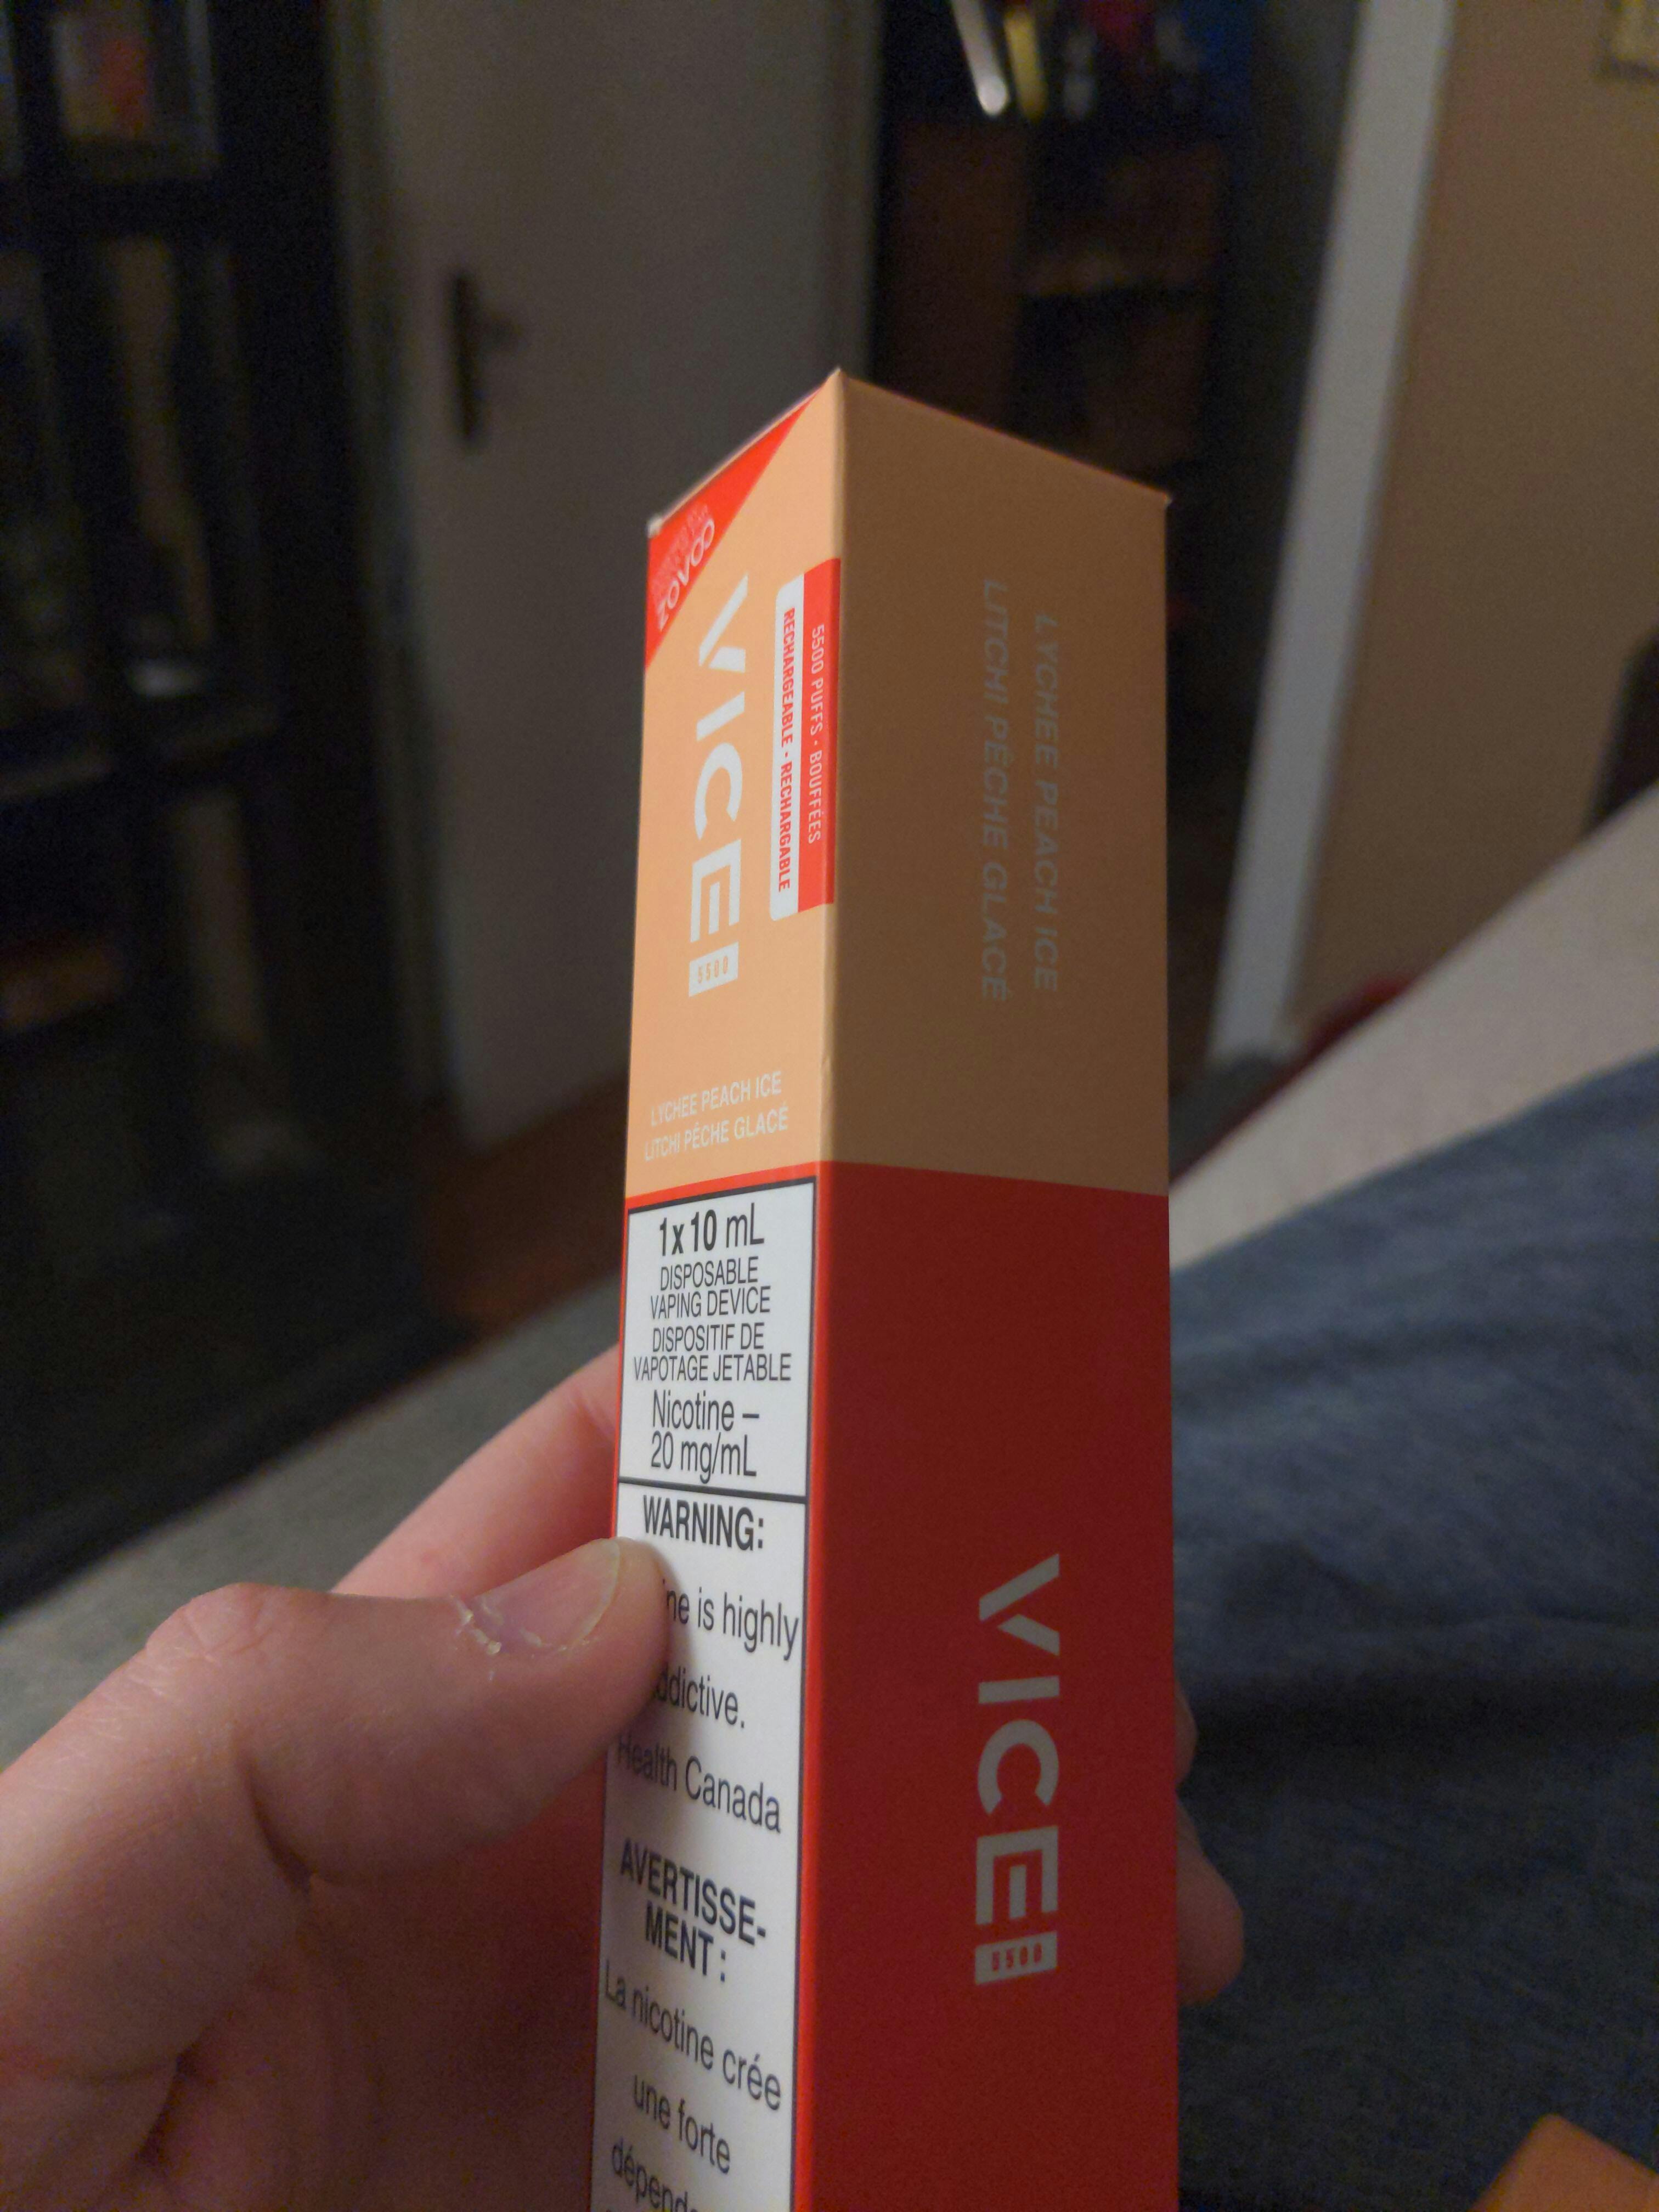 ZOVOO
VICE
5500
5500 PUFFS • BOUFFÉES
RECHARGEABLE • RECHARGABLE
LYCHEE PEACH ICE
LITCHI PÊCHE GLACÉ
LYCHEE PEACH ICE
LITCHI PÊCHE GLACÉ
1x10 mL
DISPOSABLE
VAPING DEVICE
DISPOSITIF DE
VAPOTAGE JETABLE
Nicotine –
20 mg/mL
WARNING:
is highly
Health Canada
AVERTISSE-
MENT :
La nicotine crée
une forte
VICE
5500